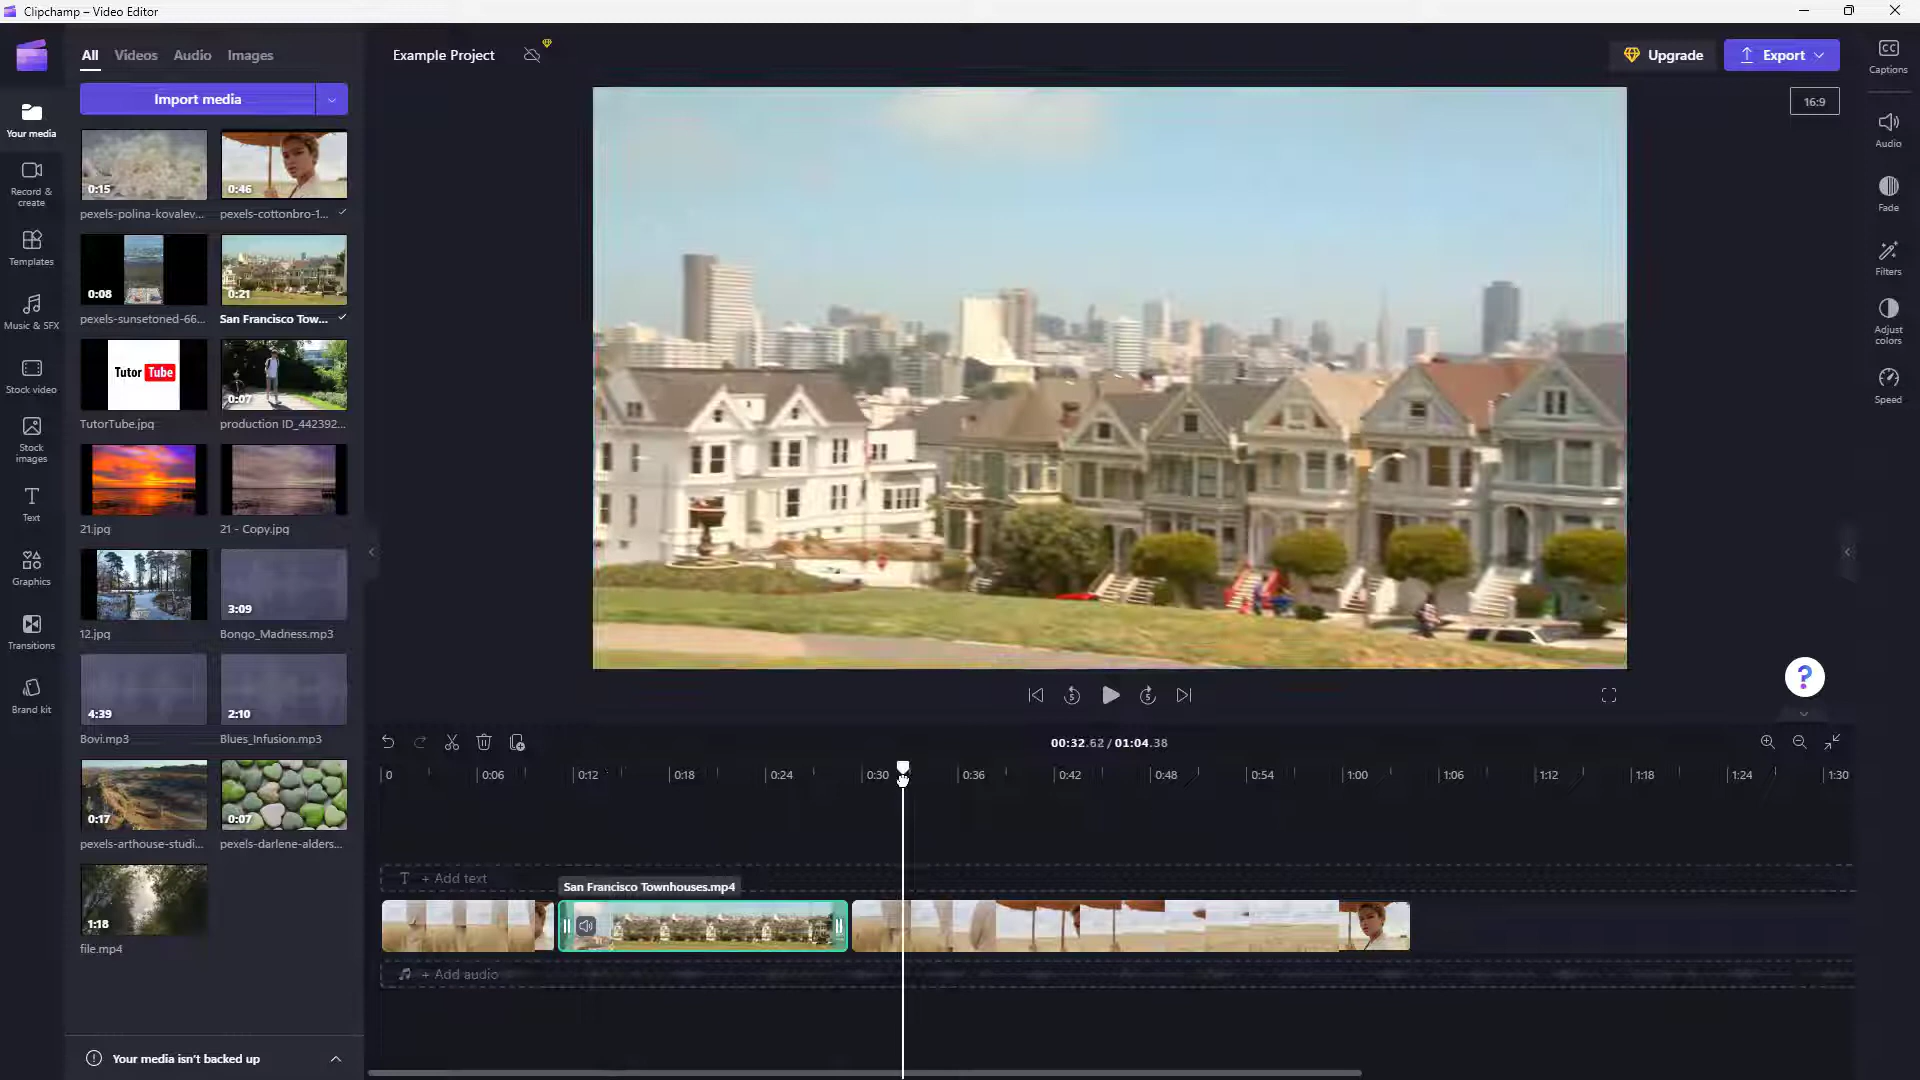 Clipchamp – Video Editor
All
Videos
Audio
Images
Import media
Your media
Record &
create
Templates
Music & SFX
Stock video
Stock
images
Text
Graphics
Transitions
Brand kit
0:15
pexels-polina-kovalev...
0:46
pexels-cottonbro-1...
0:08
pexels-sunsetoned-66...
0:21
San Francisco Tow...
Tutor Tube
TutorTube.jpg
0:07
production ID_442392...
21.jpg
21 - Copy.jpg
12.jpg
3:09
Bongo_Madness.mp3
4:39
Bovi.mp3
2:10
Blues_Infusion.mp3
0:17
pexels-arthouse-studi...
0:07
pexels-darlene-alders...
1:18
file.mp4
Your media isn't backed up
Example Project
Upgrade
Export
16:9
Captions
Audio
Fade
Filters
Adjust
colors
Speed
5
5
?
00:32.62 / 01:04.38
0
0:06
0:12
0:18
0:24
0:30
0:36
0:42
0:48
0:54
1:00
1:06
1:12
1:18
1:24
1:30
T + Add text
San Francisco Townhouses.mp4
+ Add audio